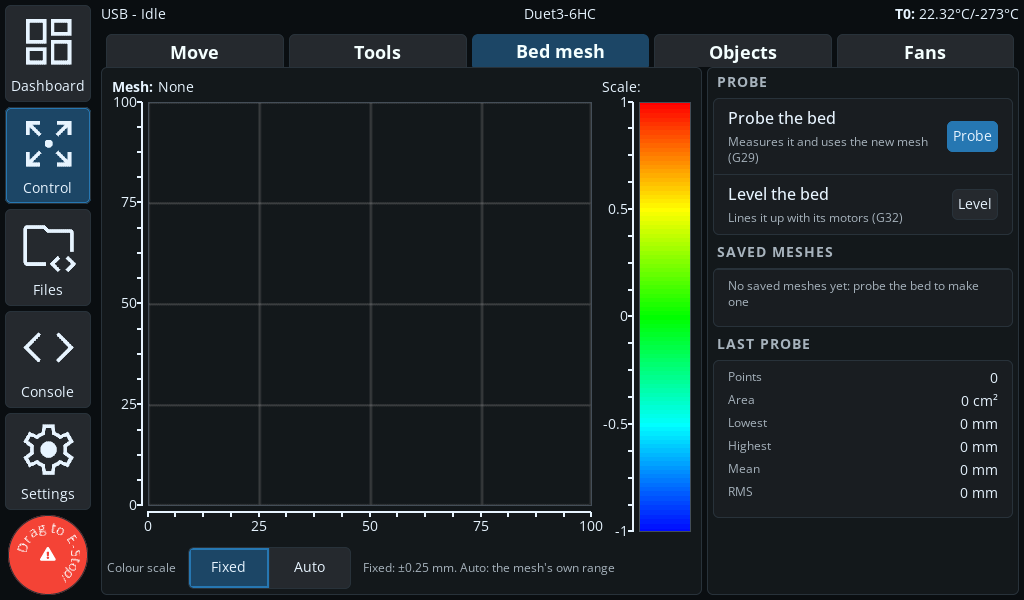 USB - Idle
Duet3-6HC
T0: 22.32°C/-273°C
Dashboard
Control
Files
Console
Settings
Drag to E-Stop!
Move
Tools
Bed mesh
Objects
Fans
Mesh: None
Scale:
100
75
50
25
0
0
25
50
75
100
1
0.5
0
-0.5
-1
Colour scale
Fixed
Auto
Fixed: ±0.25 mm. Auto: the mesh's own range
PROBE
Probe the bed
Measures it and uses the new mesh
(G29)
Probe
Level the bed
Lines it up with its motors (G32)
Level
SAVED MESHES
No saved meshes yet: probe the bed to make
one
LAST PROBE
Points 0
Area 0 cm²
Lowest 0 mm
Highest 0 mm
Mean 0 mm
RMS 0 mm